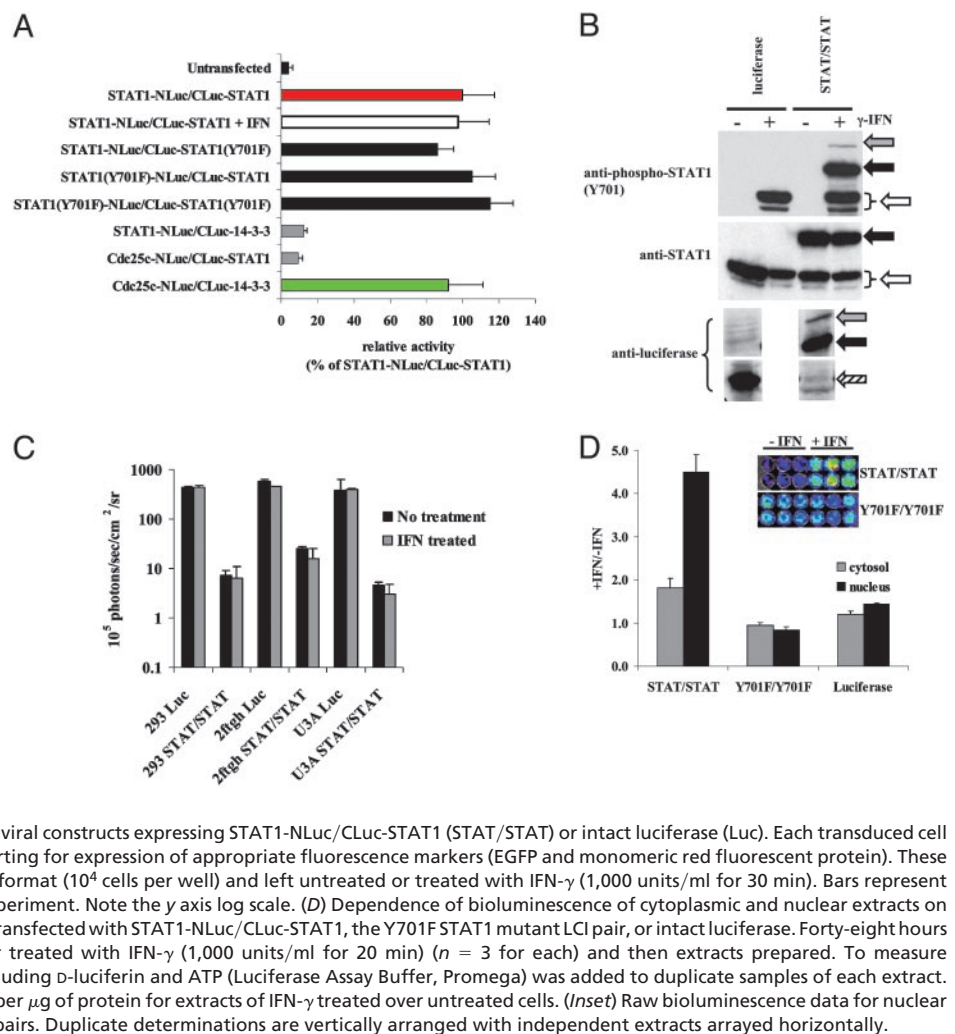 A
Untransfected
STAT1-NLuc/CLuc-STAT1
STAT1-NLuc/CLuc-STAT1 + IFN
STAT1-NLuc/CLuc-STAT1(Y701F)
STAT1(Y701F)-NLuc/CLuc-STAT1
STAT1(Y701F)-NLuc/CLuc-STAT1(Y701F)
STAT1-NLuc/CLuc-14-3-3
Cdc25c-NLuc/CLuc-STAT1
Cdc25c-NLuc/CLuc-14-3-3
0 20 40 60 80 100 120 140
relative activity
(% of STAT1-NLuc/CLuc-STAT1)
B
luciferase
STAT/STAT
- + - + γ-IFN
anti-phospho-STAT1
(Y701)
anti-STAT1
anti-luciferase
C
10⁵ photons/sec/cm²/sr
1000
100
10
1
0.1
No treatment
IFN treated
293 Luc
293 STAT/STAT
2ftgh Luc
2ftgh STAT/STAT
U3A Luc
U3A STAT/STAT
D
+IFN/-IFN
5.0
4.0
3.0
2.0
1.0
0.0
- IFN + IFN
STAT/STAT
Y701F/Y701F
cytosol
nucleus
STAT/STAT Y701F/Y701F Luciferase
viral constructs expressing STAT1-NLuc/CLuc-STAT1 (STAT/STAT) or intact luciferase (Luc). Each transduced cell
rting for expression of appropriate fluorescence markers (EGFP and monomeric red fluorescent protein). These
format (10⁴ cells per well) and left untreated or treated with IFN-γ (1,000 units/ml for 30 min). Bars represent
periment. Note the y axis log scale. (D) Dependence of bioluminescence of cytoplasmic and nuclear extracts on
transfected with STAT1-NLuc/CLuc-STAT1, the Y701F STAT1 mutant LCI pair, or intact luciferase. Forty-eight hours
r treated with IFN-γ (1,000 units/ml for 20 min) (n = 3 for each) and then extracts prepared. To measure
luding D-luciferin and ATP (Luciferase Assay Buffer, Promega) was added to duplicate samples of each extract.
per μg of protein for extracts of IFN-γ treated over untreated cells. (Inset) Raw bioluminescence data for nuclear
pairs. Duplicate determinations are vertically arranged with independent extracts arrayed horizontally.